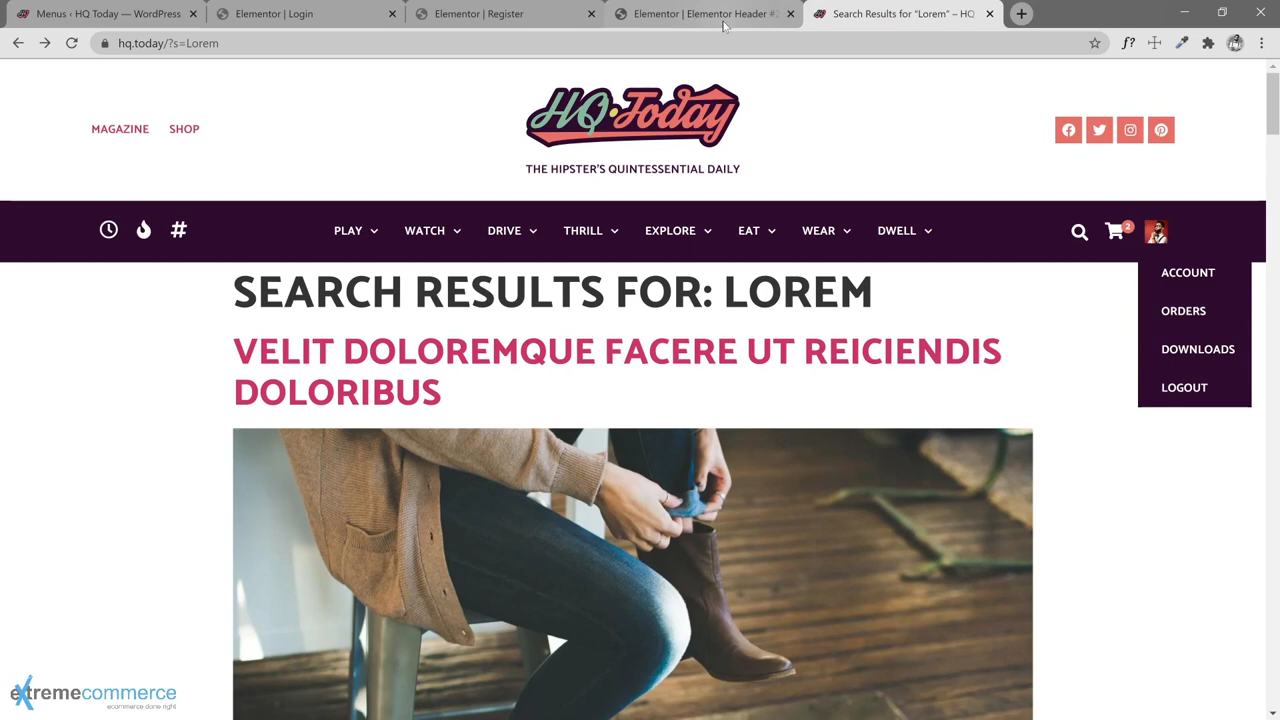 Menus ‹ HQ Today — WordPress
Elementor | Login
Elementor | Register
Elementor | Elementor Header #2
Search Results for “Lorem” – HQ
hq.today/?s=Lorem
f?
MAGAZINE
SHOP
HQ Today
THE HIPSTER'S QUINTESSENTIAL DAILY
#
PLAY
WATCH
DRIVE
THRILL
EXPLORE
EAT
WEAR
DWELL
2
ACCOUNT
ORDERS
DOWNLOADS
LOGOUT
SEARCH RESULTS FOR: LOREM
VELIT DOLOREMQUE FACERE UT REICIENDIS
DOLORIBUS
extremecommerce
ecommerce done right